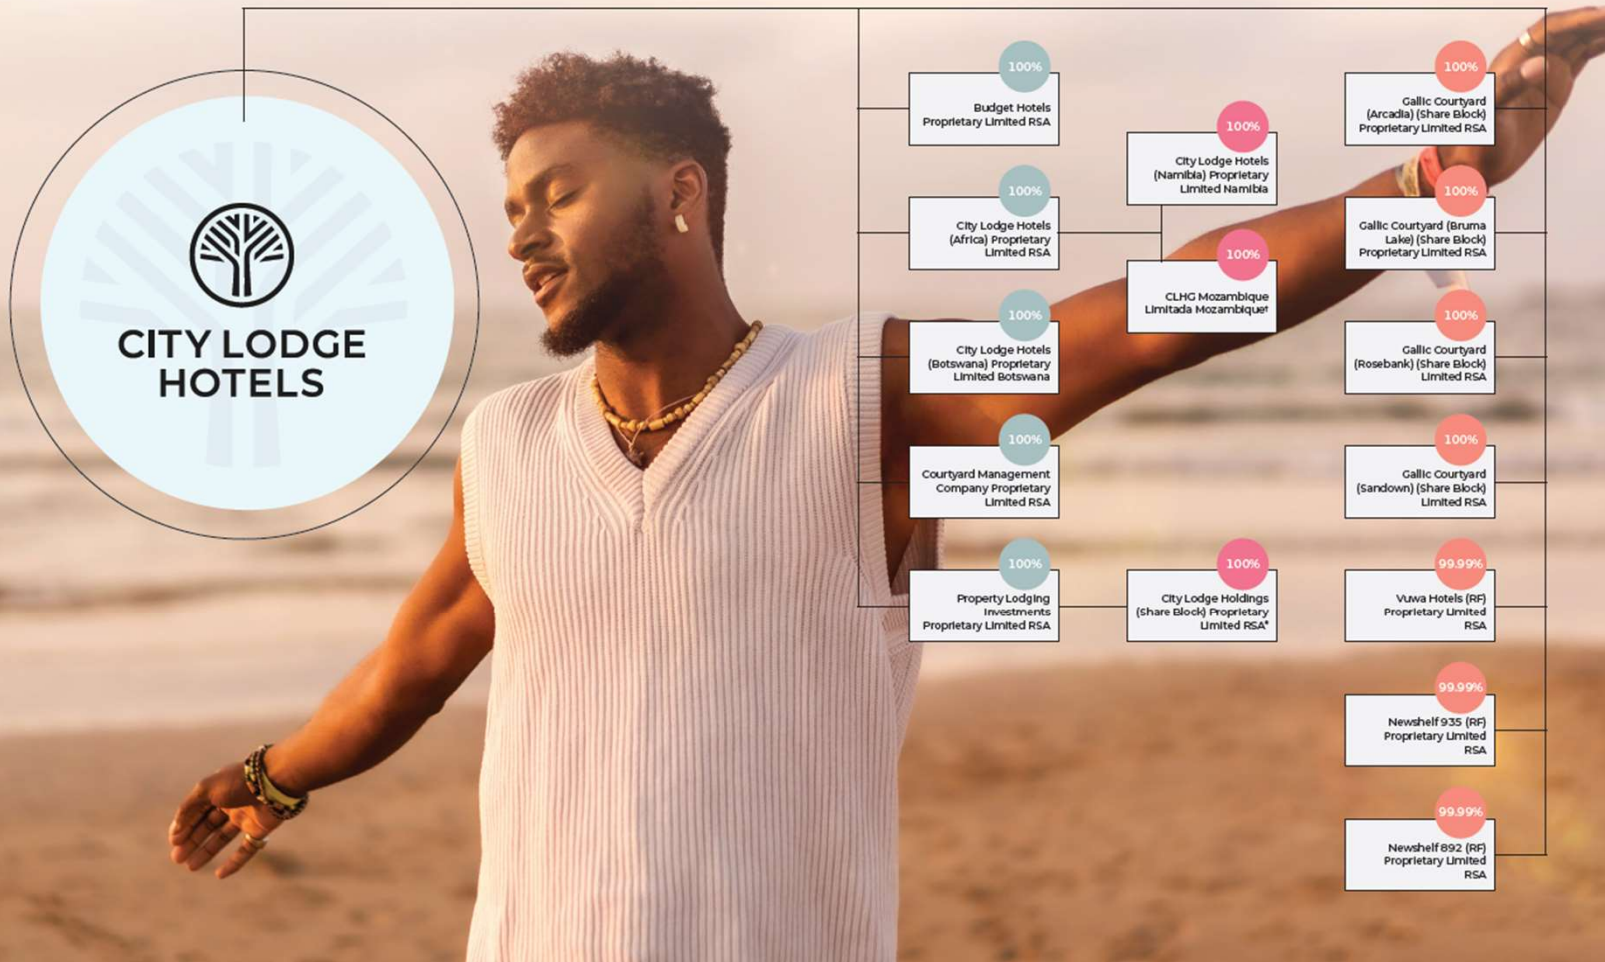 CITY LODGE
HOTELS
100%
Budget Hotels
Proprietary Limited RSA
100%
City Lodge Hotels
(Africa) Proprietary
Limited RSA
100%
City Lodge Hotels
(Botswana) Proprietary
Limited Botswana
100%
Courtyard Management
Company Proprietary
Limited RSA
100%
Property Lodging
Investments
Proprietary Limited RSA
100%
City Lodge Hotels
(Namibia) Proprietary
Limited Namibia
100%
CLHG Mozambique
Limitada Mozambique†
100%
City Lodge Holdings
(Share Block) Proprietary
Limited RSA*
100%
Gallic Courtyard
(Arcadia) (Share Block)
Proprietary Limited RSA
100%
Gallic Courtyard (Bruma
Lake) (Share Block)
Proprietary Limited RSA
100%
Gallic Courtyard
(Rosebank) (Share Block)
Limited RSA
100%
Gallic Courtyard
(Sandown) (Share Block)
Limited RSA
99.99%
Vuwa Hotels (RF)
Proprietary Limited
RSA
99.99%
Newshelf 935 (RF)
Proprietary Limited
RSA
99.99%
Newshelf 892 (RF)
Proprietary Limited
RSA